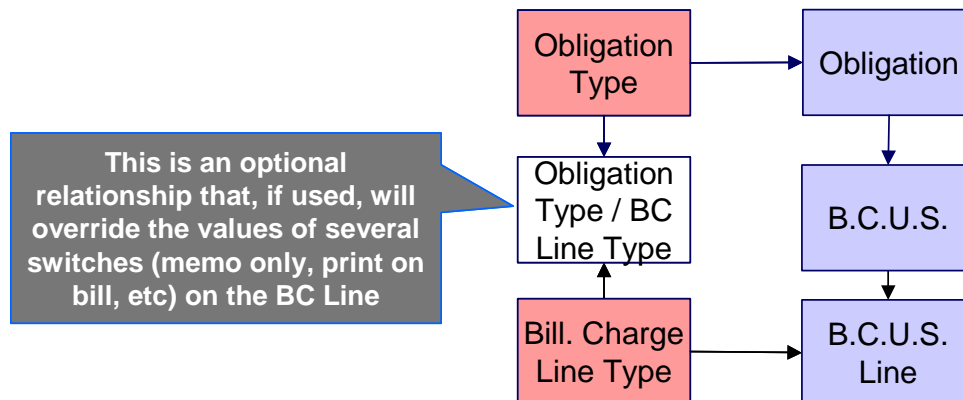 Obligation
Type
Obligation
This is an optional
relationship that, if used, will
override the values of several
switches (memo only, print on
bill, etc) on the BC Line
Obligation
Type / BC
Line Type
B.C.U.S.
Bill. Charge
Line Type
B.C.U.S.
Line